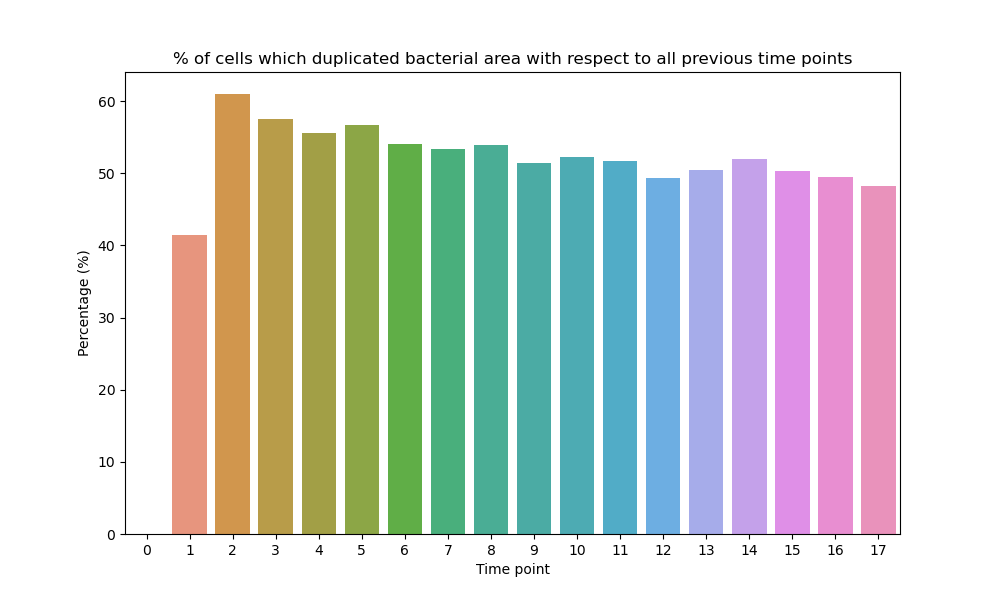 % of cells which duplicated bacterial area with respect to all previous time points
Percentage (%)
60
50
40
30
20
10
0
0 1 2 3 4 5 6 7 8 9 10 11 12 13 14 15 16 17
Time point